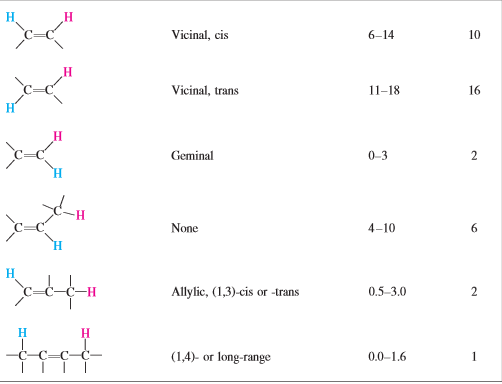 H H
C=C Vicinal, cis 6–14 10
H
C=C Vicinal, trans 11–18 16
H
H
C=C Geminal 0–3 2
H
C–H
C=C None 4–10 6
H
H
C=C–C–H Allylic, (1,3)-cis or -trans 0.5–3.0 2
H H
–C–C=C–C– (1,4)- or long-range 0.0–1.6 1